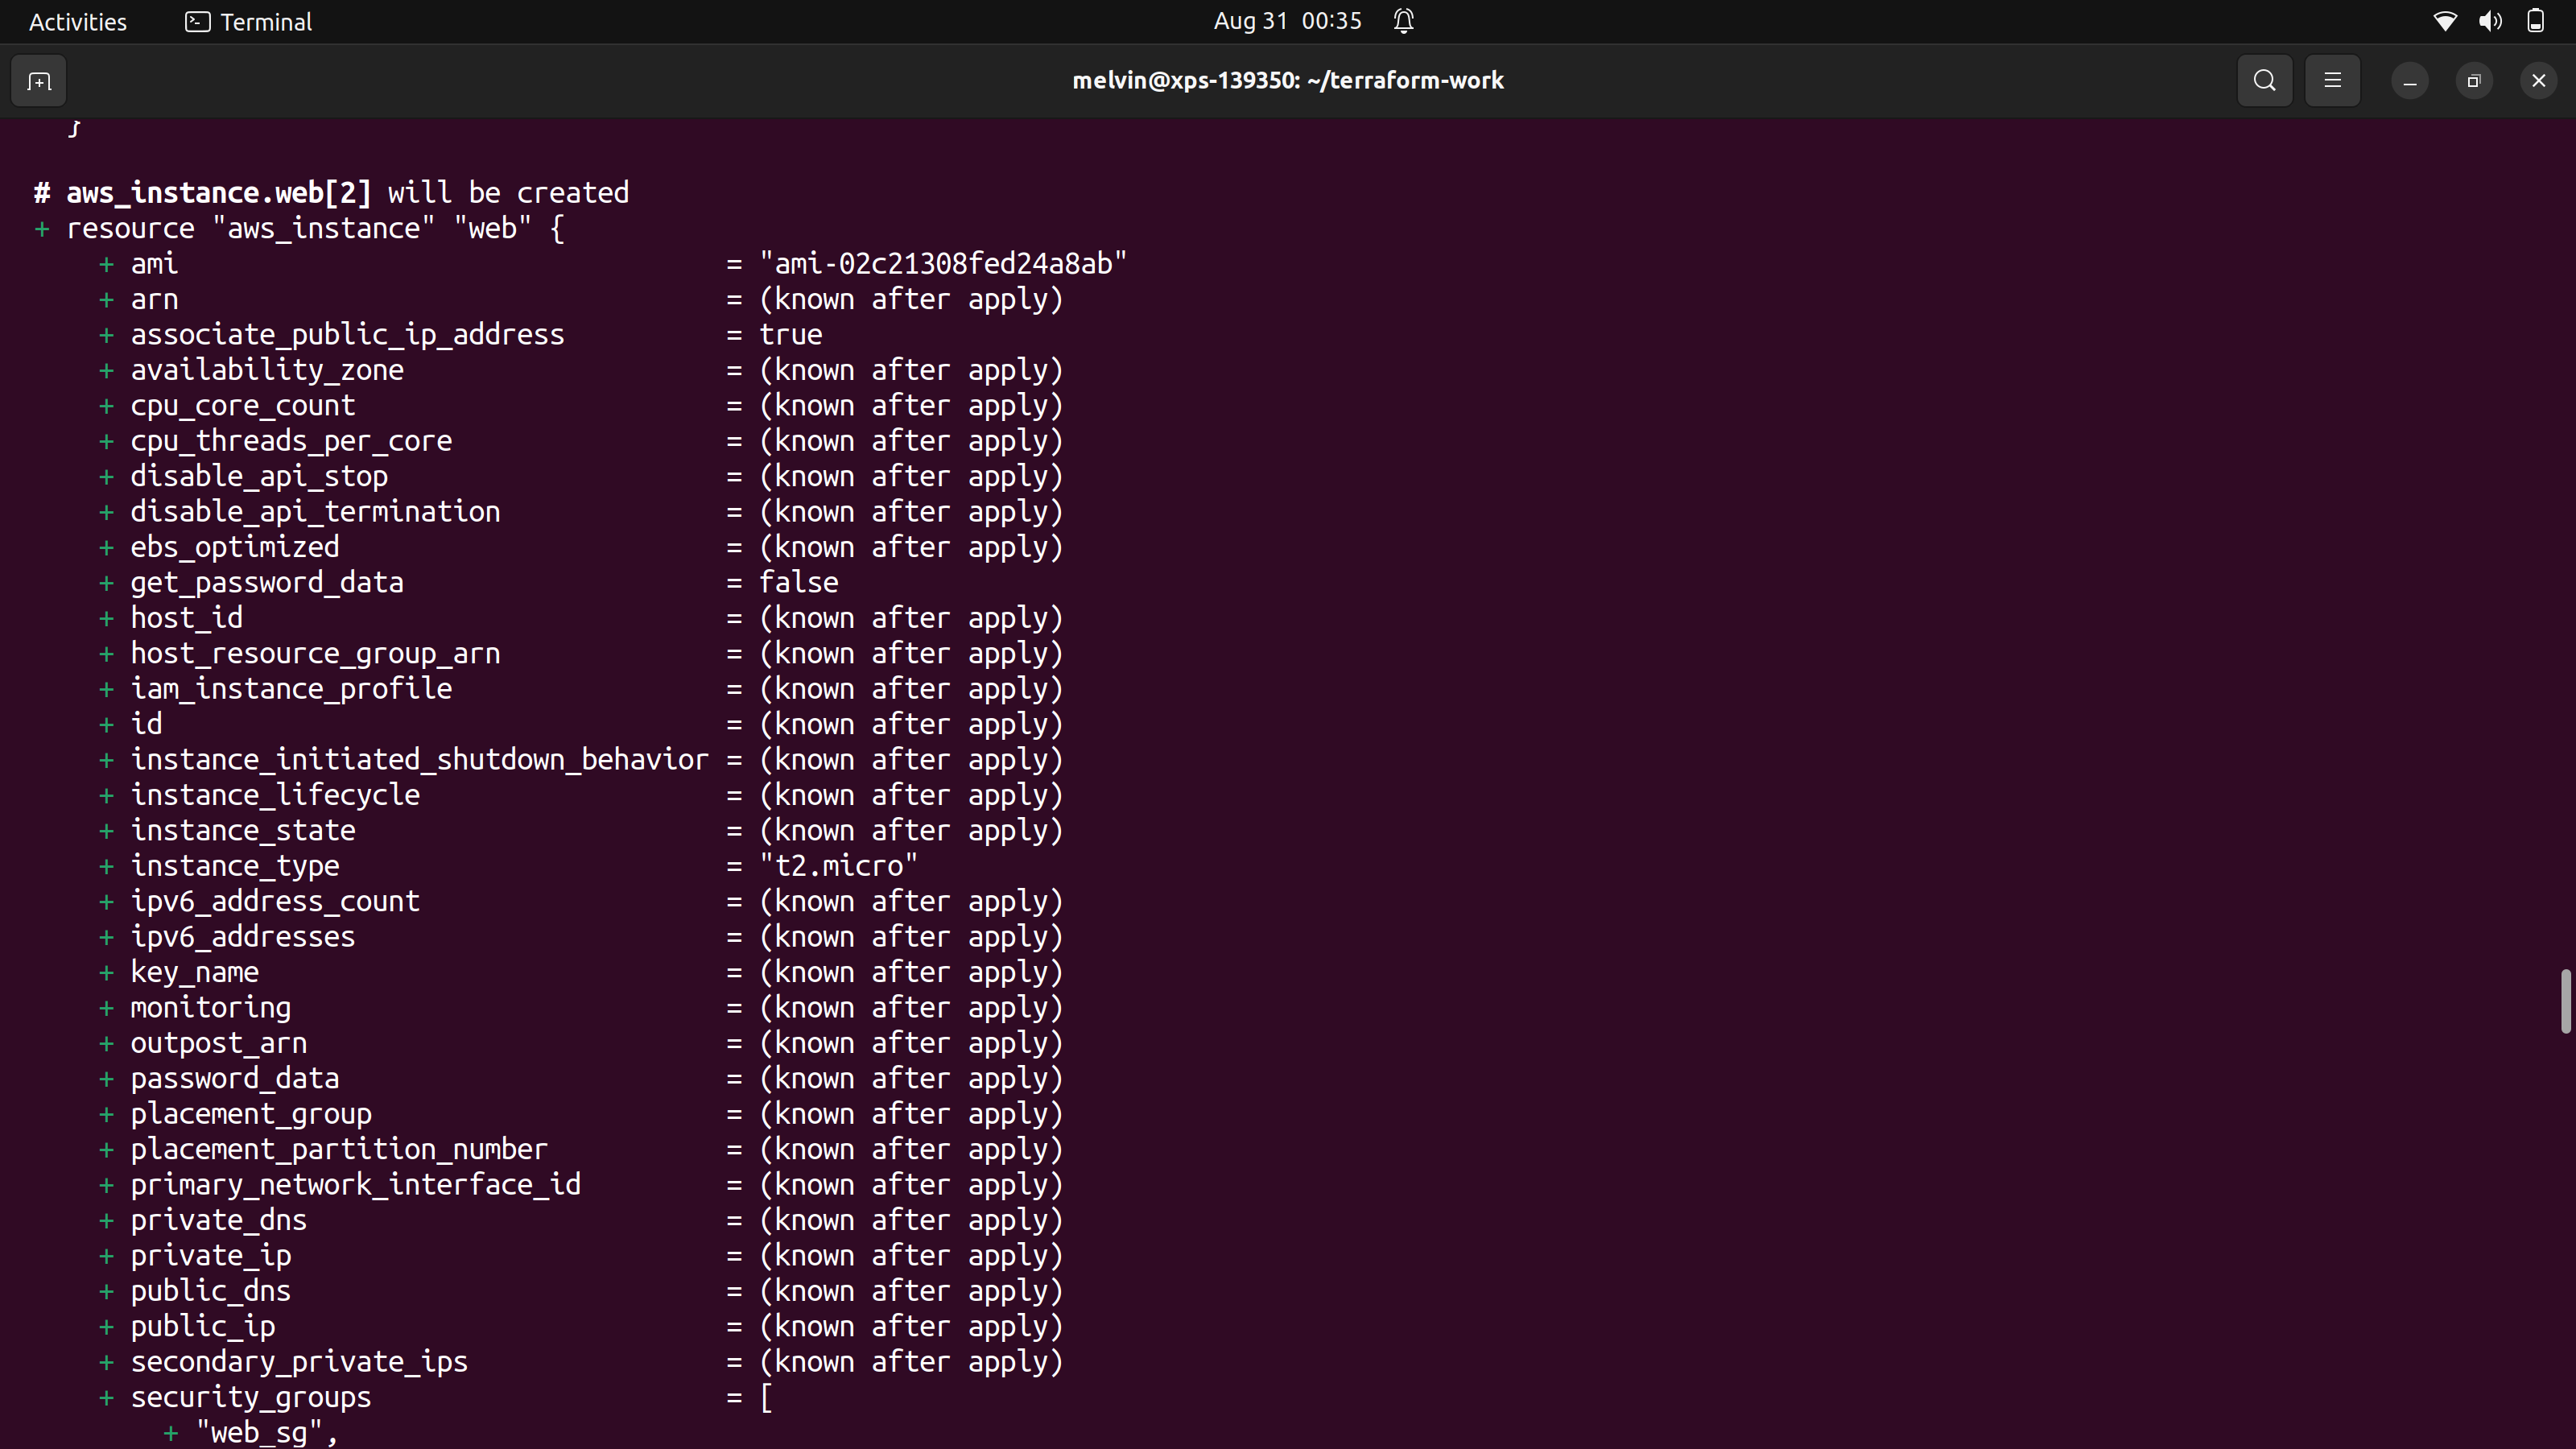 Activities Terminal Aug 31 00:35
melvin@xps-139350: ~/terraform-work
}
# aws_instance.web[2] will be created
+ resource "aws_instance" "web" {
+ ami = "ami-02c21308fed24a8ab"
+ arn = (known after apply)
+ associate_public_ip_address = true
+ availability_zone = (known after apply)
+ cpu_core_count = (known after apply)
+ cpu_threads_per_core = (known after apply)
+ disable_api_stop = (known after apply)
+ disable_api_termination = (known after apply)
+ ebs_optimized = (known after apply)
+ get_password_data = false
+ host_id = (known after apply)
+ host_resource_group_arn = (known after apply)
+ iam_instance_profile = (known after apply)
+ id = (known after apply)
+ instance_initiated_shutdown_behavior = (known after apply)
+ instance_lifecycle = (known after apply)
+ instance_state = (known after apply)
+ instance_type = "t2.micro"
+ ipv6_address_count = (known after apply)
+ ipv6_addresses = (known after apply)
+ key_name = (known after apply)
+ monitoring = (known after apply)
+ outpost_arn = (known after apply)
+ password_data = (known after apply)
+ placement_group = (known after apply)
+ placement_partition_number = (known after apply)
+ primary_network_interface_id = (known after apply)
+ private_dns = (known after apply)
+ private_ip = (known after apply)
+ public_dns = (known after apply)
+ public_ip = (known after apply)
+ secondary_private_ips = (known after apply)
+ security_groups = [
+ "web_sg",